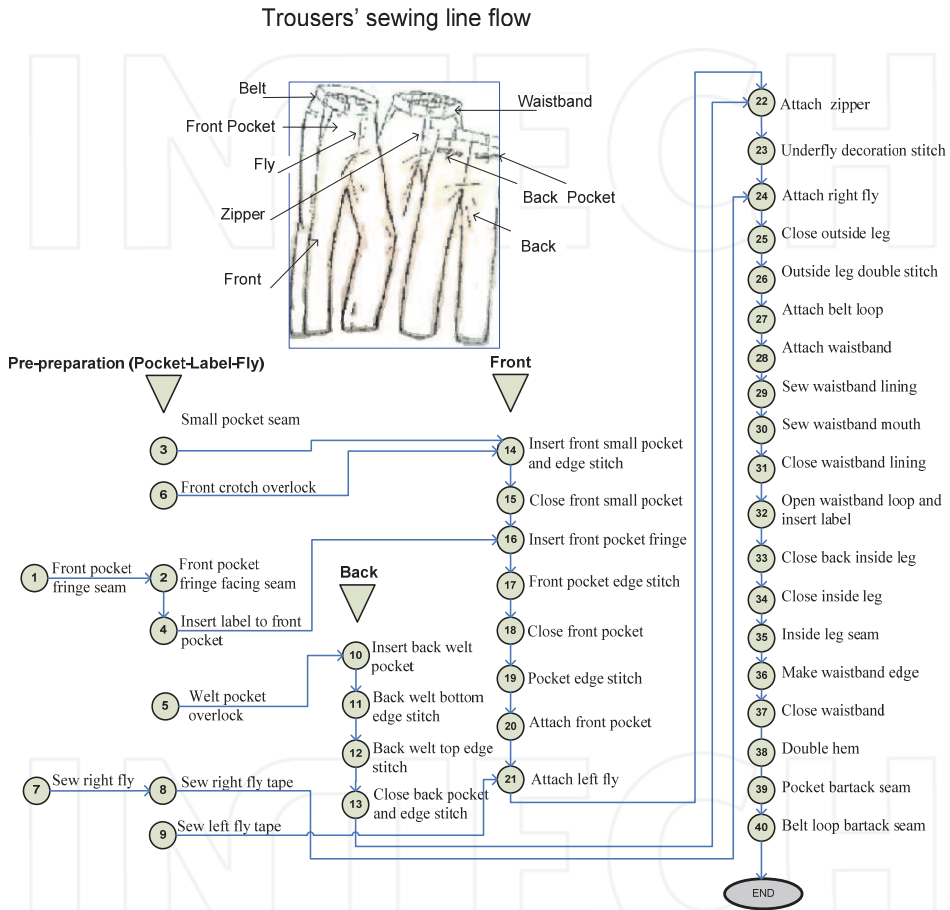 Trousers' sewing line flow
INTECH
Belt
Front Pocket
Fly
Zipper
Front
Waistband
Back Pocket
Back
Pre-preparation (Pocket-Label-Fly)
Small pocket seam
3
6
Front crotch overlock
1
Front pocket
fringe seam
2
Front pocket
fringe facing seam
4
Insert label to front
pocket
5
Welt pocket
overlock
7
Sew right fly
8
Sew right fly tape
9
Sew left fly tape
Back
10
Insert back welt
pocket
11
Back welt bottom
edge stitch
12
Back welt top edge
stitch
13
Close back pocket
and edge stitch
Front
14
Insert front small pocket
and edge stitch
15
Close front small pocket
16
Insert front pocket fringe
17
Front pocket edge stitch
18
Close front pocket
19
Pocket edge stitch
20
Attach front pocket
21
Attach left fly
22
Attach zipper
23
Underfly decoration stitch
24
Attach right fly
25
Close outside leg
26
Outside leg double stitch
27
Attach belt loop
28
Attach waistband
29
Sew waistband lining
30
Sew waistband mouth
31
Close waistband lining
32
Open waistband loop and
insert label
33
Close back inside leg
34
Close inside leg
35
Inside leg seam
36
Make waistband edge
37
Close waistband
38
Double hem
39
Pocket bartack seam
40
Belt loop bartack seam
END
INTECH